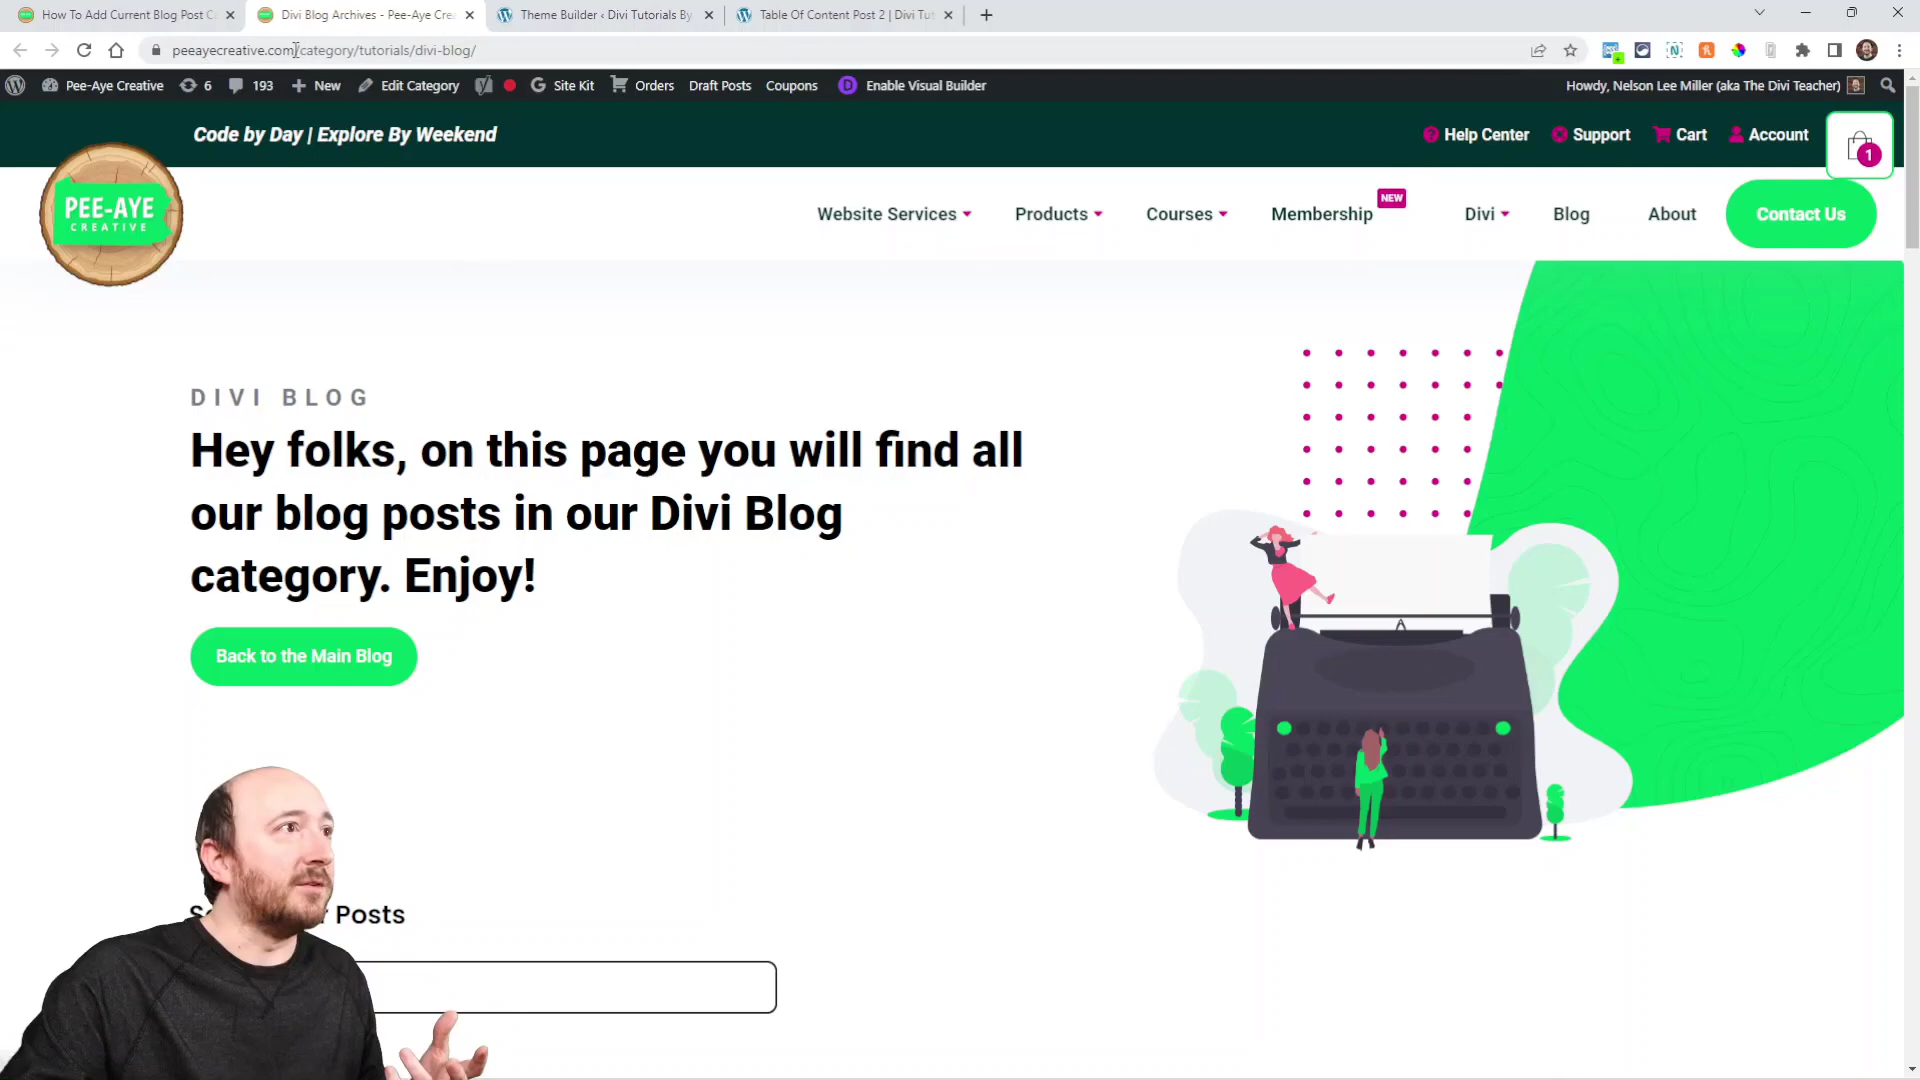 How To Add Current Blog Post C
Divi Blog Archives - Pee-Aye Crea
Theme Builder ‹ Divi Tutorials By
Table Of Content Post 2 | Divi Tut
peeayecreative.com/category/tutorials/divi-blog/
Pee-Aye Creative
6
193
New
Edit Category
Site Kit
Orders
Draft Posts
Coupons
Enable Visual Builder
Howdy, Nelson Lee Miller (aka The Divi Teacher)
Code by Day | Explore By Weekend
Help Center
Support
Cart
Account
1
PEE-AYE
CREATIVE
Website Services
Products
Courses
Membership
NEW
Divi
Blog
About
Contact Us
DIVI BLOG
Hey folks, on this page you will find all
our blog posts in our Divi Blog
category. Enjoy!
Back to the Main Blog
Posts